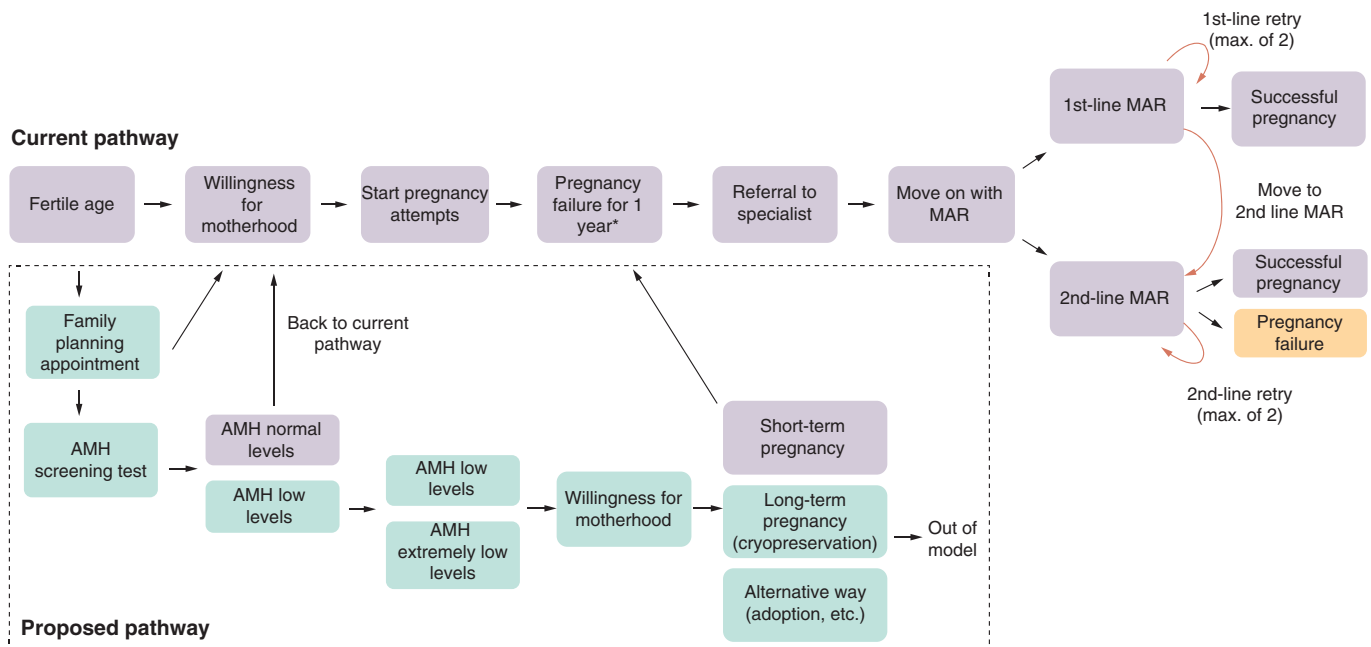 1st-line retry
(max. of 2)
1st-line MAR
Successful
pregnancy
Current pathway
Fertile age
Willingness
for
motherhood
Start pregnancy
attempts
Pregnancy
failure for 1
year*
Referral to
specialist
Move on with
MAR
Move to
2nd line MAR
2nd-line MAR
Successful
pregnancy
Pregnancy
failure
2nd-line retry
(max. of 2)
Family
planning
appointment
Back to current
pathway
AMH
screening test
AMH normal
levels
AMH low
levels
AMH low
levels
AMH
extremely low
levels
Willingness for
motherhood
Short-term
pregnancy
Long-term
pregnancy
(cryopreservation)
Out of
model
Alternative way
(adoption, etc.)
Proposed pathway